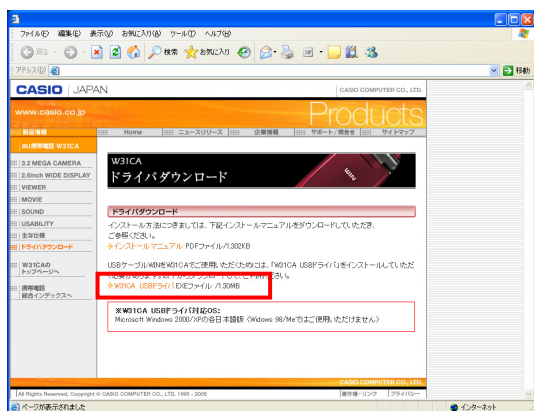 ファイル(F) 編集(E) 表示(V) お気に入り(A) ツール(T) ヘルプ(H)
戻る 検索 お気に入り
アドレス(D) 移動
CASIO JAPAN CASIO COMPUTER CO., LTD.
www.casio.co.jp Products
製品情報 Home ニュースリリース 企業情報 サポート/問合せ サイトマップ
au携帯電話 W31CA
3.2 MEGA CAMERA
2.6inch WIDE DISPLAY
VIEWER
MOVIE
SOUND
USABILITY
主な仕様
ドライバダウンロード
W31CAの
トップページへ
携帯電話
総合インデックスへ
W31CA
ドライバダウンロード
ドライバダウンロード
インストール方法につきましては、下記インストールマニュアルをダウンロードしていただき、
ご参照ください。
インストールマニュアル PDFファイル/1,302KB
USBケーブルWINをW31CAでご使用いただくためには、「W31CA USBドライバ」をインストールしていただ
W31CA USBドライバ EXEファイル /1.30MB
※W31CA USBドライバ対応OS:
Microsoft Windows 2000/XPの各日本語版 (Widows 98/Meではご使用いただけません)
CASIO COMPUTER CO., LTD.
All Rights Reserved, Copyright © CASIO COMPUTER CO., LTD. 1995 - 2005 著作権・リンク プライバシー
ページが表示されました インターネット